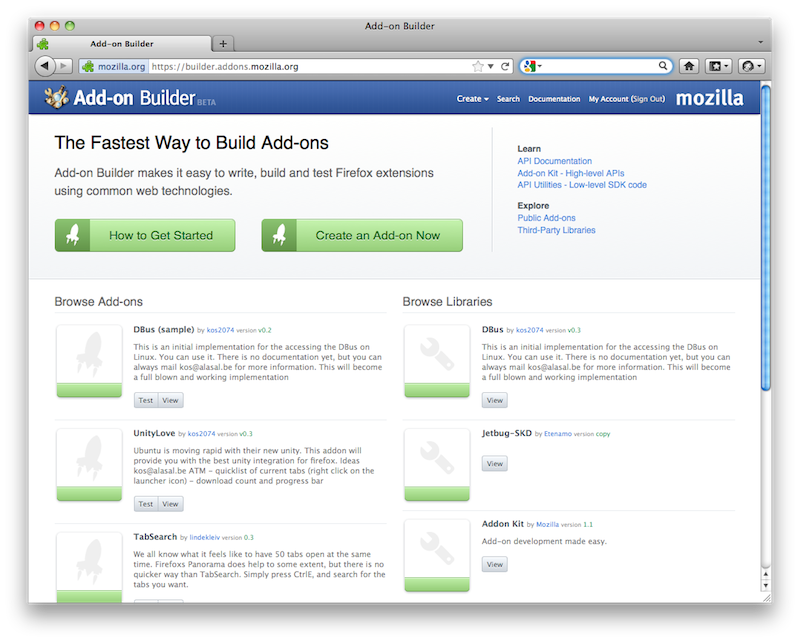 Add-on Builder
Add-on Builder
mozilla.org https://builder.addons.mozilla.org
Add-on Builder BETA
Create Search Documentation My Account (Sign Out) mozilla
The Fastest Way to Build Add-ons
Add-on Builder makes it easy to write, build and test Firefox extensions
using common web technologies.
How to Get Started
Create an Add-on Now
Learn
API Documentation
Add-on Kit - High-level APIs
API Utilities - Low-level SDK code
Explore
Public Add-ons
Third-Party Libraries
Browse Add-ons
DBus (sample) by kos2074 version v0.2
This is an initial implementation for the accessing the DBus on
Linux. You can use it. There is no documentation yet, but you can
always mail kos@alasal.be for more information. This will become
a full blown and working implementation
Test View
UnityLove by kos2074 version v0.3
Ubuntu is moving rapid with their new unity. This addon will
provide you with the best unity integration for firefox. Ideas
kos@alasal.be ATM - quicklist of current tabs (right click on the
launcher icon) - download count and progress bar
Test View
TabSearch by lindekleiv version 0.3
We all know what it feels like to have 50 tabs open at the same
time. Firefoxs Panorama does help to some extent, but there is no
quicker way than TabSearch. Simply press CtrlE, and search for the
tabs you want.
Browse Libraries
DBus by kos2074 version v0.3
This is an initial implementation for the accessing the DBus on
Linux. You can use it. There is no documentation yet, but you can
always mail kos@alasal.be for more information. This will become
a full blown and working implementation
View
Jetbug-SKD by Etenamo version copy
View
Addon Kit by Mozilla version 1.1
Add-on development made easy.
View